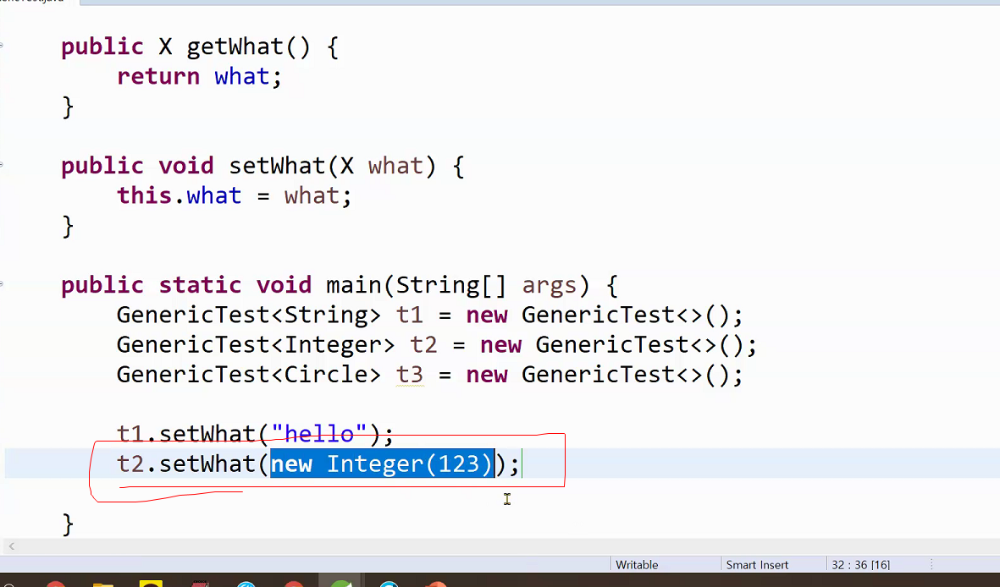 public X getWhat() {
return what;
}
public void setWhat(X what) {
this.what = what;
}
public static void main(String[] args) {
GenericTest<String> t1 = new GenericTest<>();
GenericTest<Integer> t2 = new GenericTest<>();
GenericTest<Circle> t3 = new GenericTest<>();
t1.setWhat("hello");
t2.setWhat(new Integer(123));
}
Writable Smart Insert 32 : 36 [16]